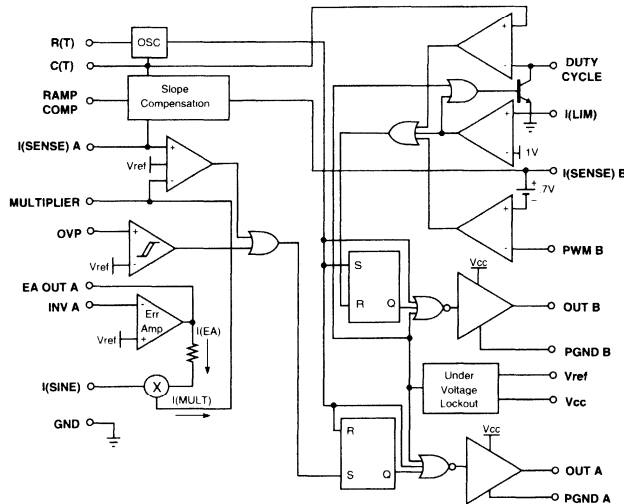 R(T)
OSC
C(T)
DUTY
CYCLE
RAMP
COMP
Slope
Compensation
+
-
I(LIM)
+
-
1V
I(SENSE) A
+
Vref
-
I(SENSE) B
+
.7V
-
MULTIPLIER
OVP
+
-
Vref
+
-
PWM B
EA OUT A
INV A
-
Err
Amp
+
Vref
I(EA)
S
R
Q
Vcc
OUT B
PGND B
I(SINE)
X
I(MULT)
Under
Voltage
Lockout
Vref
Vcc
GND
R
S
Q
Vcc
OUT A
PGND A